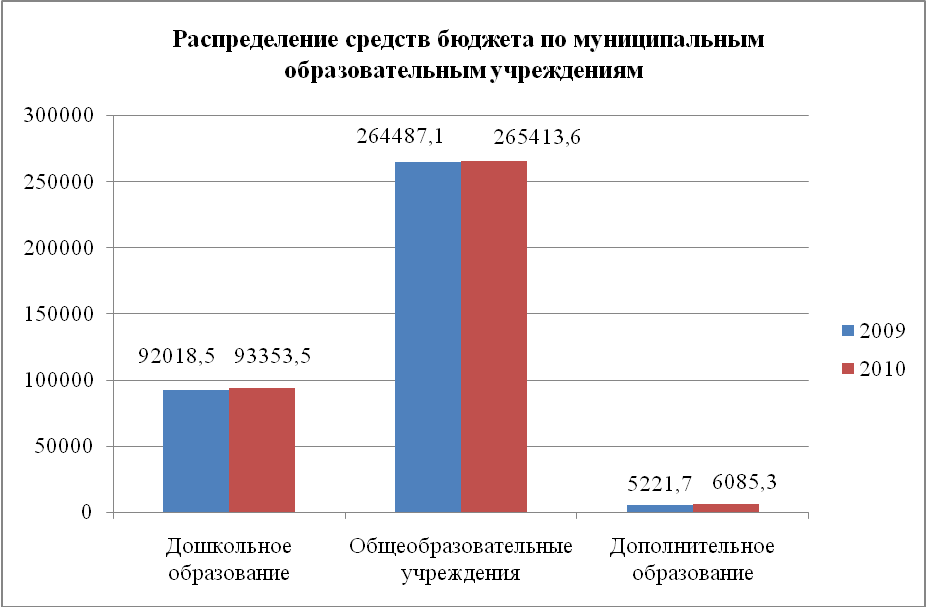 Распределение средств бюджета по муниципальным
образовательным учреждениям
300000
250000
200000
150000
100000
50000
0
92018,5 93353,5
264487,1 265413,6
5221,7 6085,3
Дошкольное
образование
Общеобразовательные
учреждения
Дополнительное
образование
2009
2010